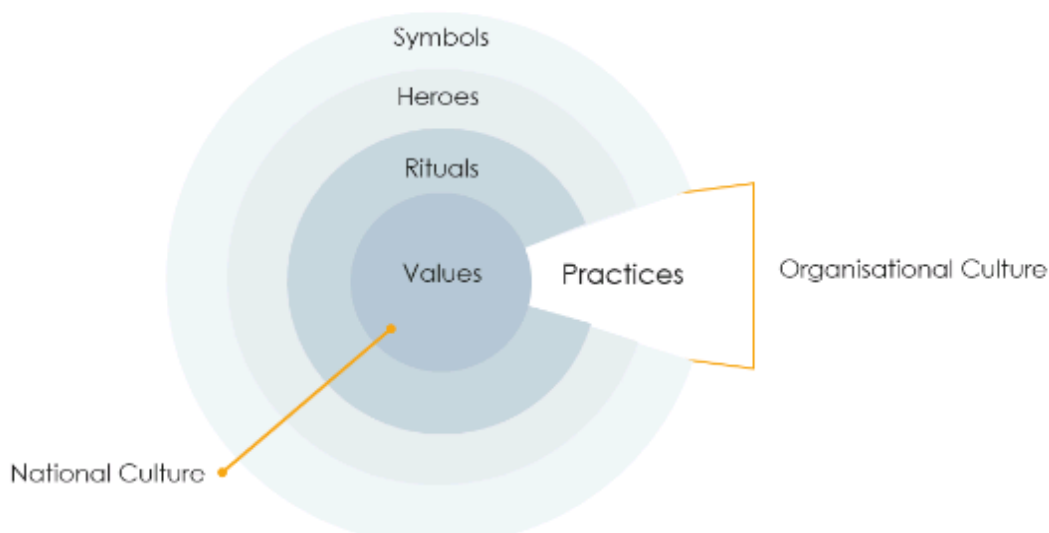 Symbols
Heroes
Rituals
Values
Practices
Organisational Culture
National Culture